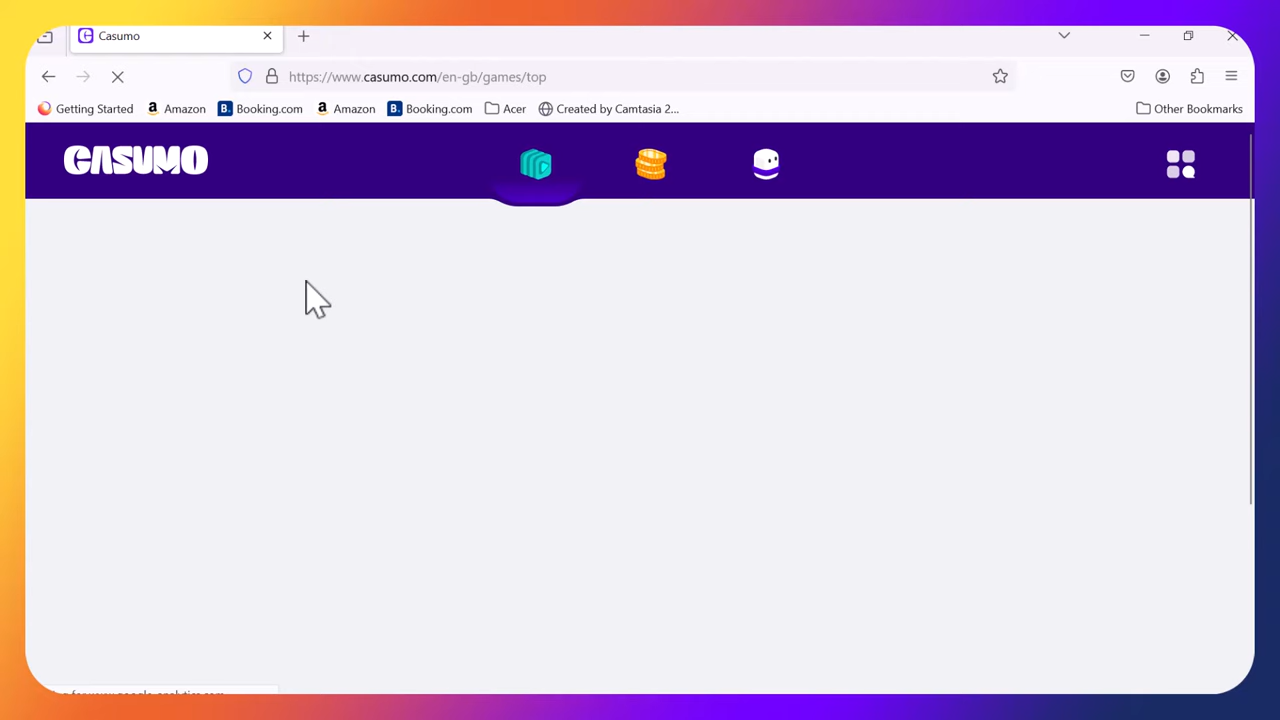 Casumo
https://www.casumo.com/en-gb/games/top
Getting Started Amazon Booking.com Amazon Booking.com Acer Created by Camtasia 2... Other Bookmarks
CASUMO